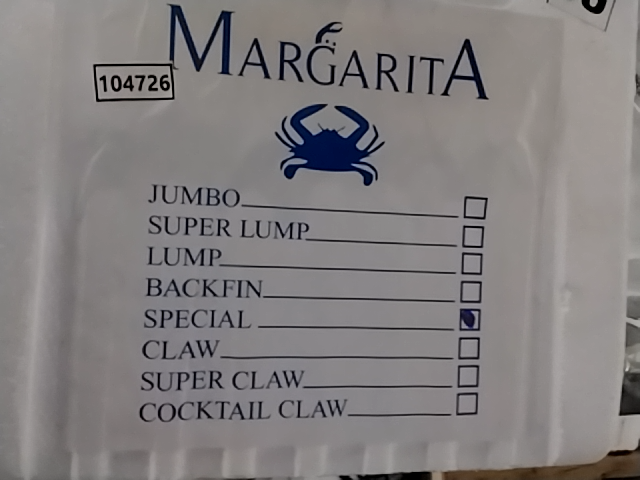 MARGARITA
104726
JUMBO
SUPER LUMP
LUMP
BACKFIN
SPECIAL
CLAW
SUPER CLAW
COCKTAIL CLAW